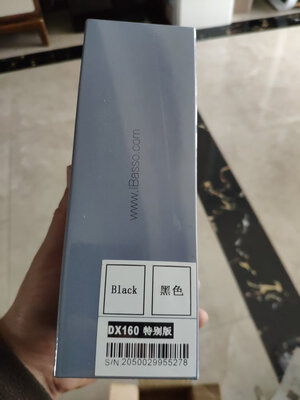 www.iBasso.com
Black 黑色
DX160 特别版
S/N.2050029955278